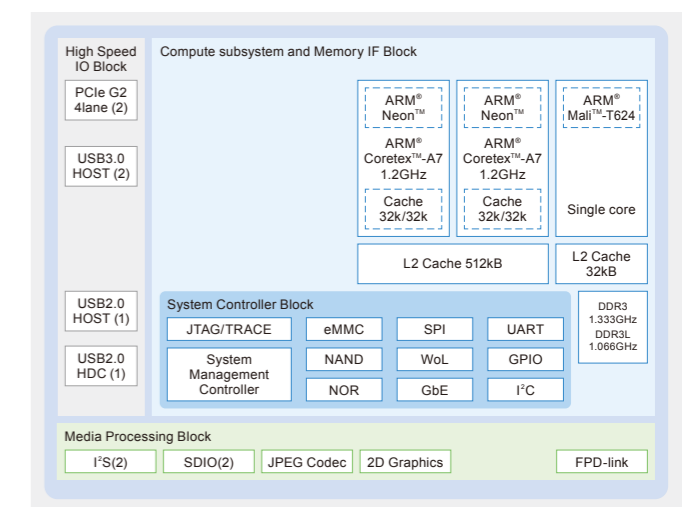 High Speed
IO Block
PCIe G2
4lane (2)
USB3.0
HOST (2)
USB2.0
HOST (1)
USB2.0
HDC (1)
Compute subsystem and Memory IF Block
ARM®
Neon™
ARM®
Coretex™-A7
1.2GHz
Cache
32k/32k
ARM®
Neon™
ARM®
Coretex™-A7
1.2GHz
Cache
32k/32k
ARM®
Mali™-T624
Single core
L2 Cache 512kB
L2 Cache
32kB
System Controller Block
JTAG/TRACE
eMMC
SPI
UART
System
Management
Controller
NAND
WoL
GPIO
NOR
GbE
I²C
DDR3
1.333GHz
DDR3L
1.066GHz
Media Processing Block
I²S(2)
SDIO(2)
JPEG Codec
2D Graphics
FPD-link